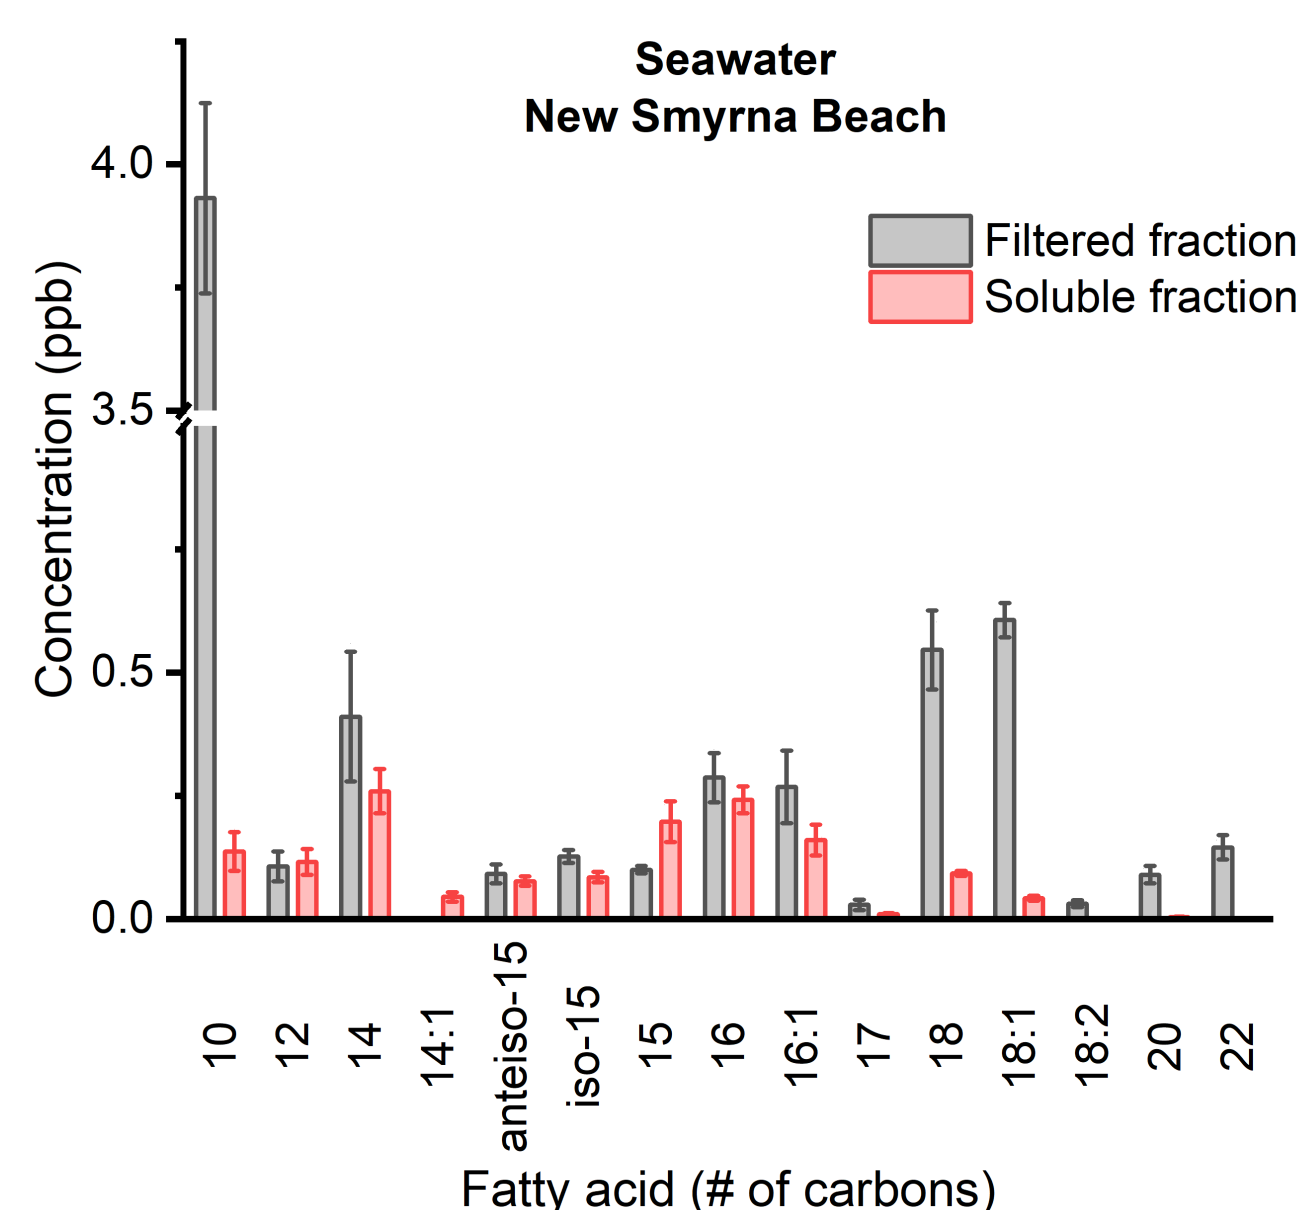 Seawater
New Smyrna Beach
Filtered fraction
Soluble fraction
Concentration (ppb)
4.0
3.5
0.5
0.0
10
12
14
14:1
anteiso-15
iso-15
15
16
16:1
17
18
18:1
18:2
20
22
Fatty acid (# of carbons)